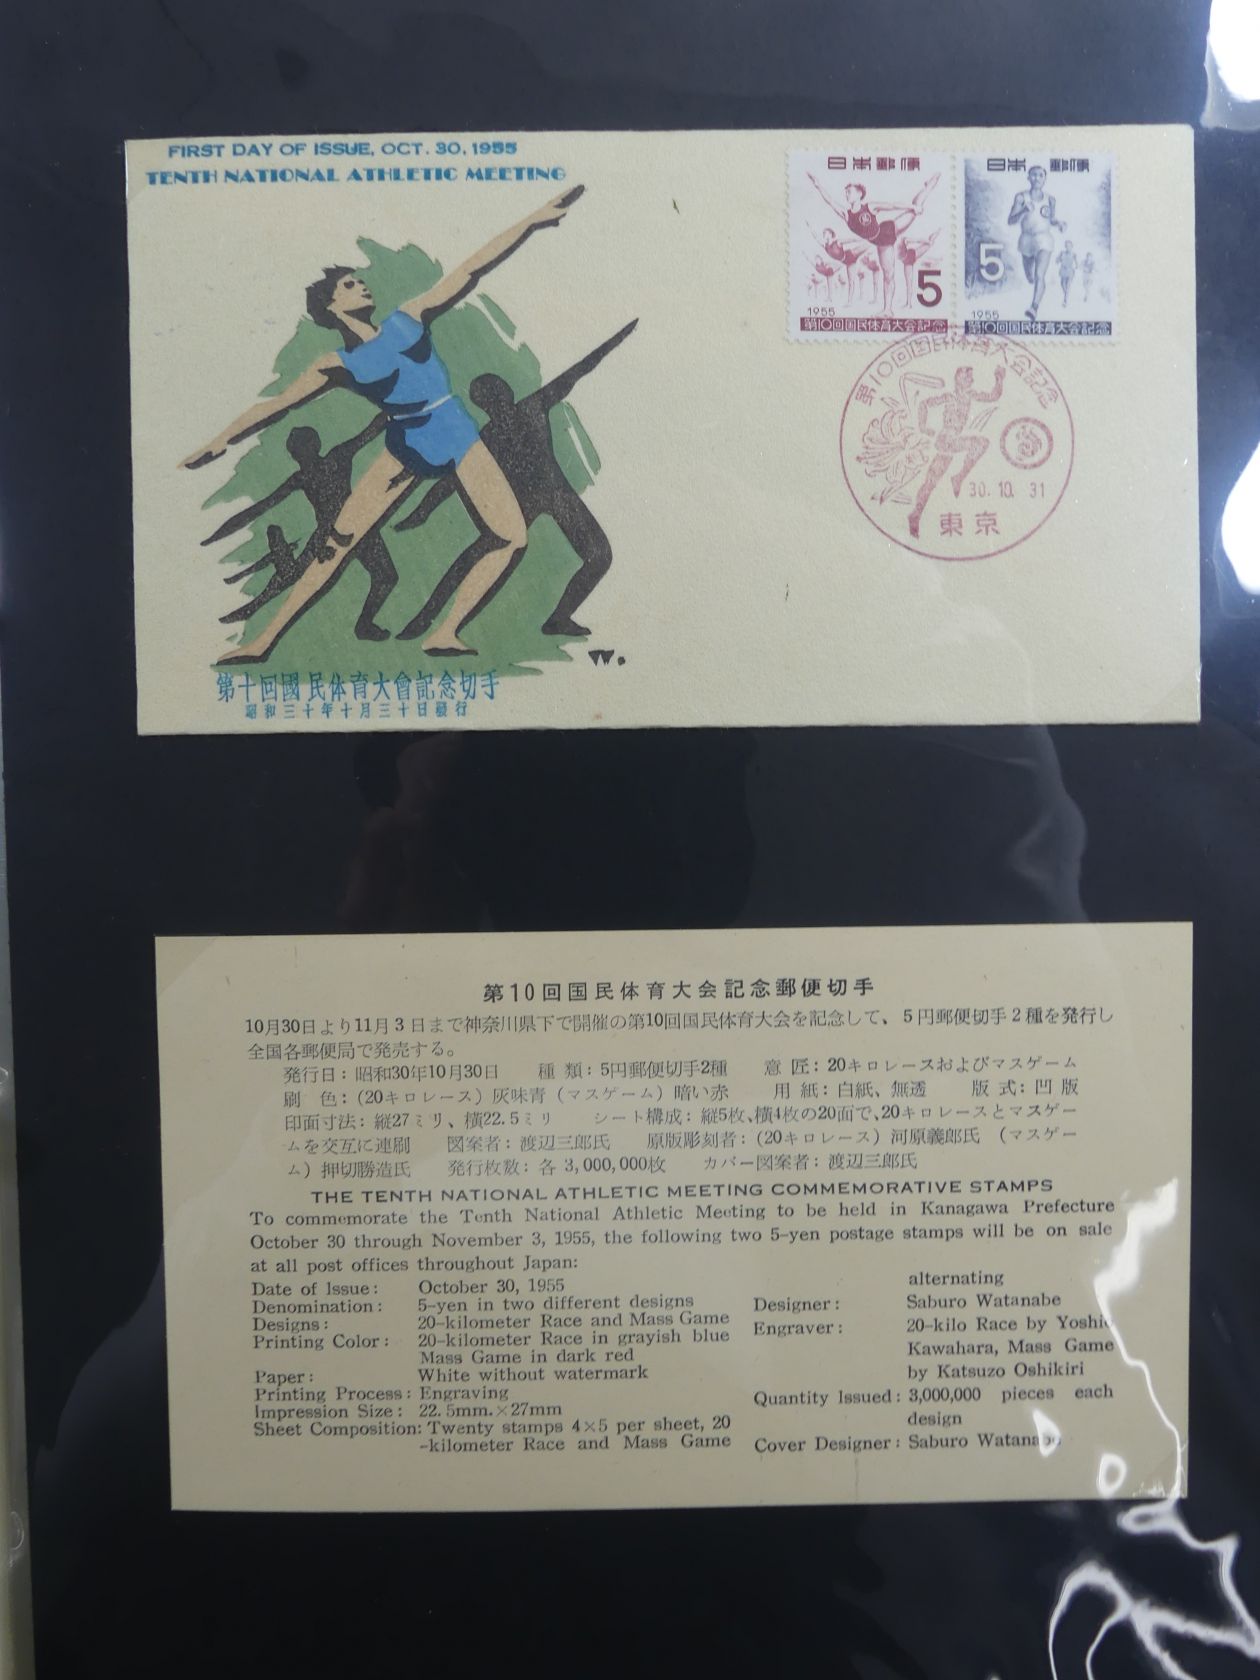 FIRST DAY OF ISSUE, OCT. 30, 1955
TENTH NATIONAL ATHLETIC MEETING
日本郵便
5
1955
第10回国民体育大会記念
日本郵便
5
1955
第10回国民体育大会記念
第10回国民体育大会記念
30.10.31
東京
W.
第十回國民体育大會記念切手
昭和三十年十月三十日發行
第10回国民体育大会記念郵便切手
10月30日より11月3日まで神奈川県下で開催の第10回国民体育大会を記念して、5円郵便切手2種を発行し
全国各郵便局で発売する。
発行日：昭和30年10月30日 種類：5円郵便切手2種 意匠：20キロレースおよびマスゲーム
刷色：(20キロレース) 灰味青 (マスゲーム) 暗い赤 用紙：白紙、無透 版式：凹版
印面寸法：縦27ミリ、横22.5ミリ シート構成：縦5枚、横4枚の20面で、20キロレースとマスゲー
ムを交互に連刷 図案者：渡辺三郎氏 原版彫刻者：(20キロレース) 河原義郎氏 (マスゲー
ム) 押切勝造氏 発行枚数：各3,000,000枚 カバー図案者：渡辺三郎氏
THE TENTH NATIONAL ATHLETIC MEETING COMMEMORATIVE STAMPS
To commemorate the Tenth National Athletic Meeting to be held in Kanagawa Prefecture
October 30 through November 3, 1955, the following two 5-yen postage stamps will be on sale
at all post offices throughout Japan:
Date of Issue: October 30, 1955
Denomination: 5-yen in two different designs
Designs: 20-kilometer Race and Mass Game
Printing Color: 20-kilometer Race in grayish blue
Mass Game in dark red
Paper: White without watermark
Printing Process: Engraving
Impression Size: 22.5mm.×27mm
Sheet Composition: Twenty stamps 4×5 per sheet, 20
-kilometer Race and Mass Game
alternating
Designer: Saburo Watanabe
Engraver: 20-kilo Race by Yoshio
Kawahara, Mass Game
by Katsuzo Oshikiri
Quantity Issued: 3,000,000 pieces each
design
Cover Designer: Saburo Watanabe